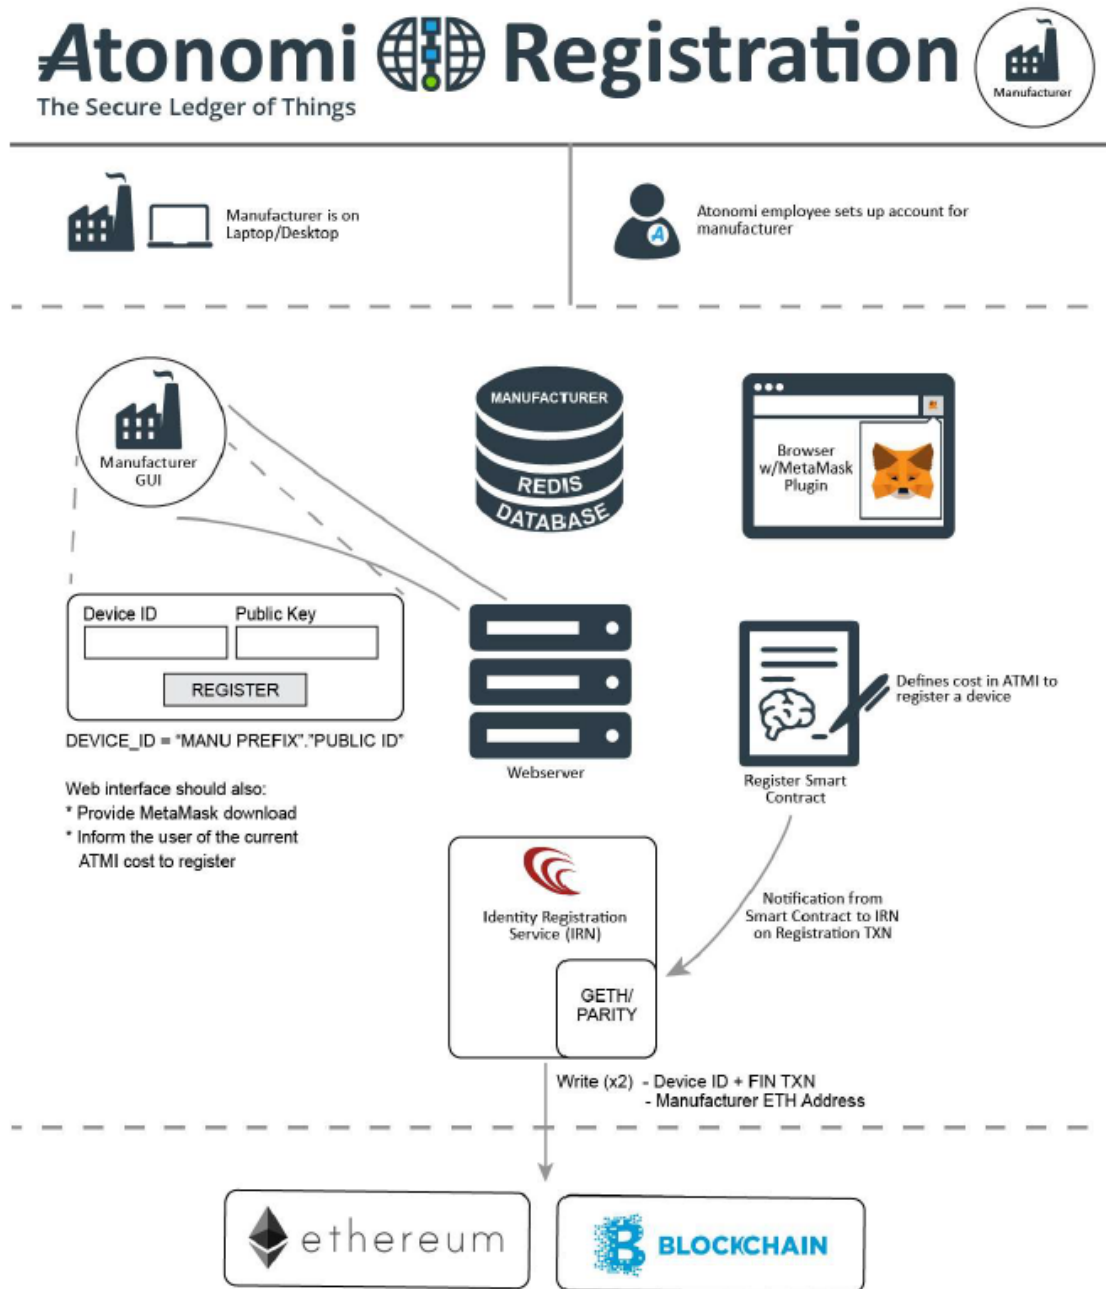 Atonomi Registration
The Secure Ledger of Things
Manufacturer
Manufacturer is on
Laptop/Desktop
Atonomi employee sets up account for
manufacturer
A
Manufacturer
GUI
MANUFACTURER
REDIS
DATABASE
Browser
w/MetaMask
Plugin
Device ID
Public Key
REGISTER
DEVICE_ID = “MANU PREFIX”.”PUBLIC ID”
Web interface should also:
* Provide MetaMask download
* Inform the user of the current
ATMI cost to register
Webserver
Defines cost in ATMI to
register a device
Register Smart
Contract
Identity Registration
Service (IRN)
GETH/
PARITY
Notification from
Smart Contract to IRN
on Registration TXN
Write (x2) - Device ID + FIN TXN
- Manufacturer ETH Address
ethereum
BLOCKCHAIN